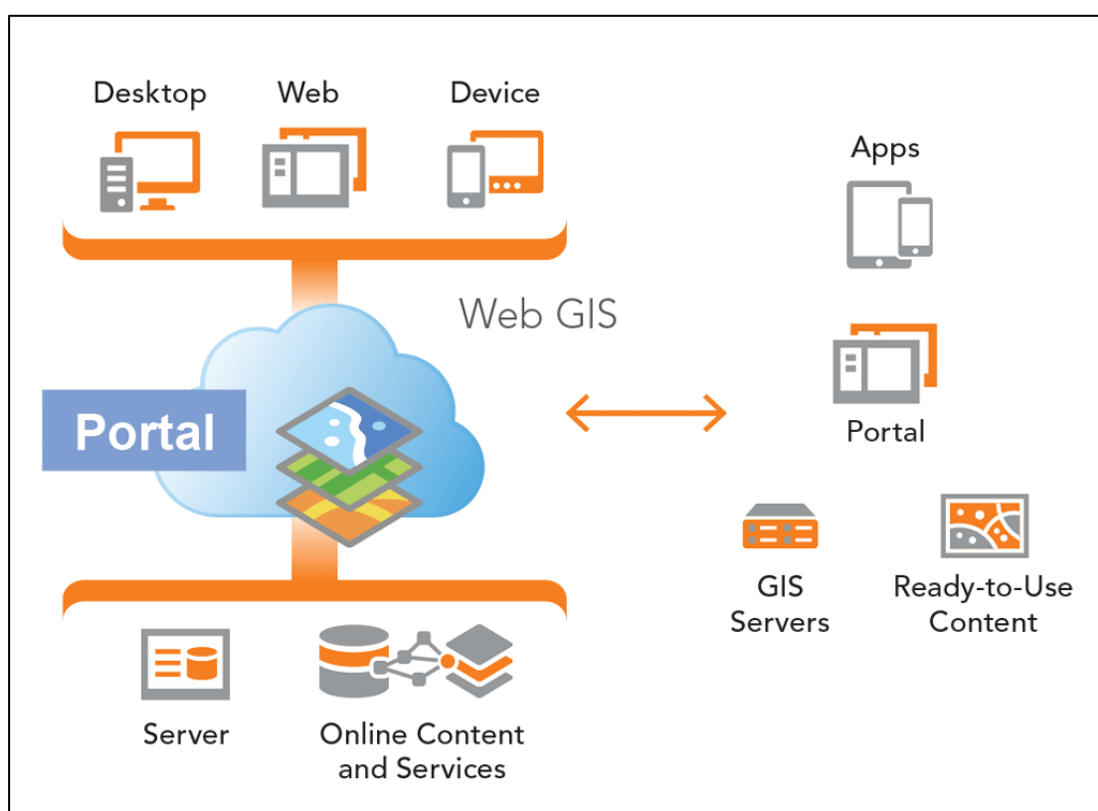 Desktop
Web
Device
Apps
Web GIS
Portal
Portal
GIS
Servers
Ready-to-Use
Content
Server
Online Content
and Services